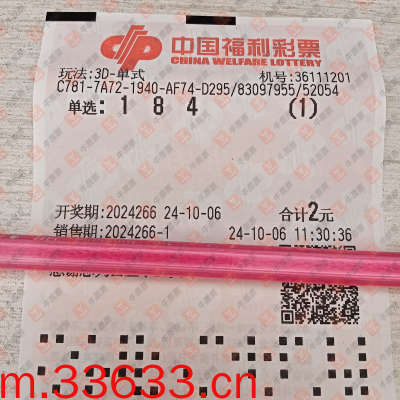 中国福利彩票
CHINA WELFARE LOTTERY
玩法:3D-单式 机号:36111201
C781-7A72-1940-AF74-D295/83097955/52054
单选: 1 8 4 (1)
开奖期:2024266 24-10-06 合计2元
销售期:2024266-1 24-10-06 11:30:36
m.33633.cn